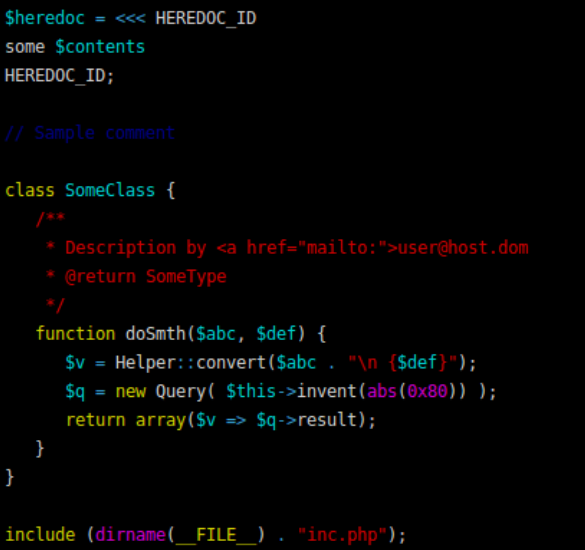 $heredoc = <<< HEREDOC_ID
some $contents
HEREDOC_ID;
// Sample comment
class SomeClass {
/**
* Description by <a href="mailto:">user@host.dom
* @return SomeType
*/
function doSmth($abc, $def) {
$v = Helper::convert($abc . "\n {$def}");
$q = new Query( $this->invent(abs(0x80)) );
return array($v => $q->result);
}
}
include (dirname(__FILE__) . "inc.php");